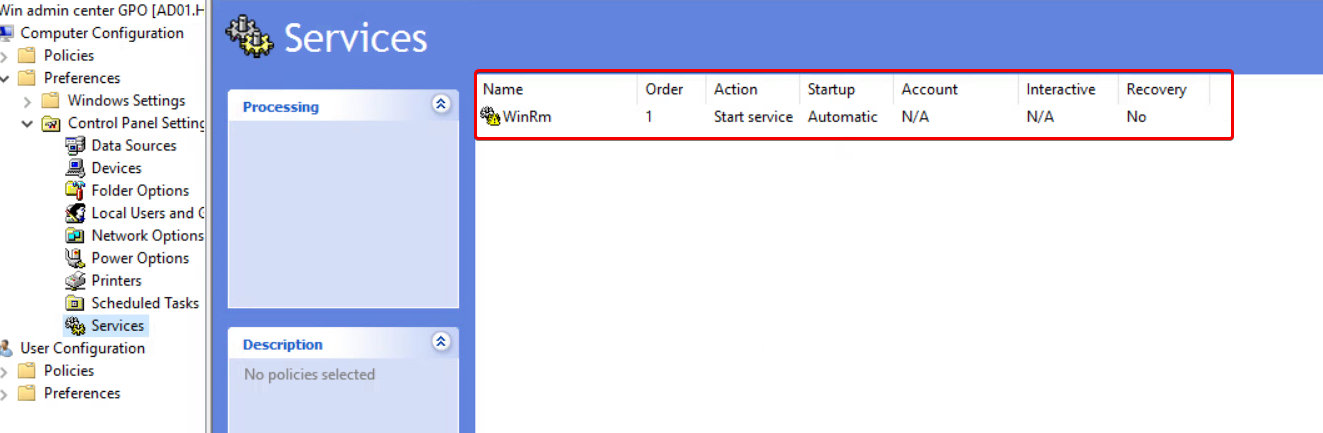 Win admin center GPO [AD01.H
Computer Configuration
Policies
Preferences
Windows Settings
Control Panel Setting
Data Sources
Devices
Folder Options
Local Users and G
Network Options
Power Options
Printers
Scheduled Tasks
Services
User Configuration
Policies
Preferences
Services
Processing
Description
No policies selected
Name Order Action Startup Account Interactive Recovery
WinRm 1 Start service Automatic N/A N/A No